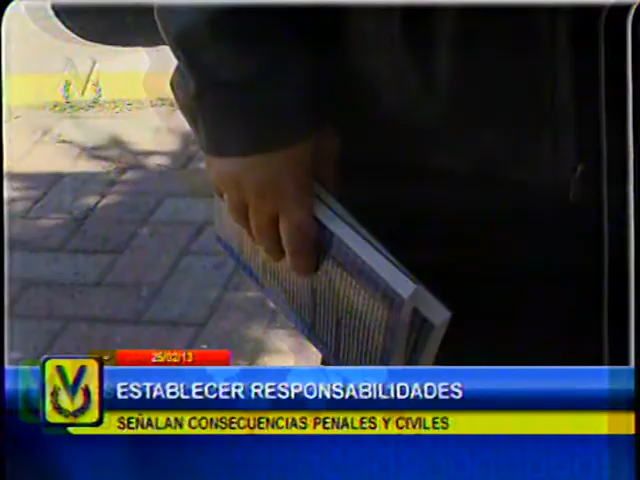 25/02/13
ESTABLECER RESPONSABILIDADES
SEÑALAN CONSECUENCIAS PENALES Y CIVILES